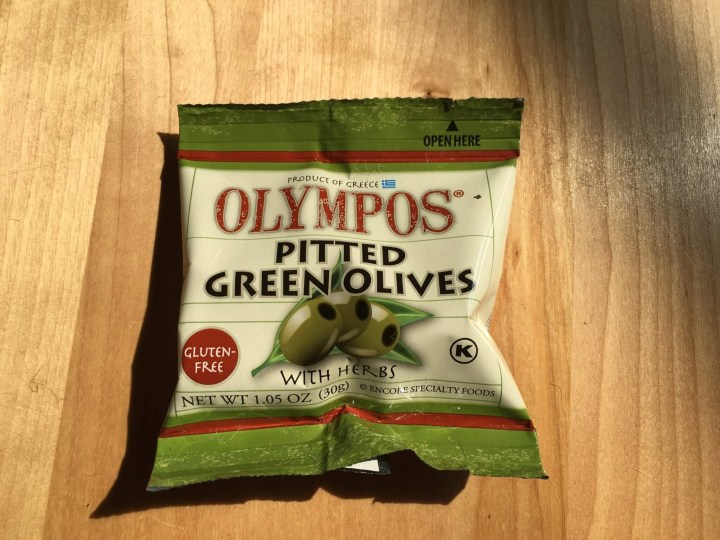 OPEN HERE
PRODUCT OF GREECE
OLYMPOS®
PITTED
GREEN OLIVES
GLUTEN-
FREE
K
WITH HERBS
NET WT 1.05 OZ (30g) © ENCORE SPECIALTY FOODS